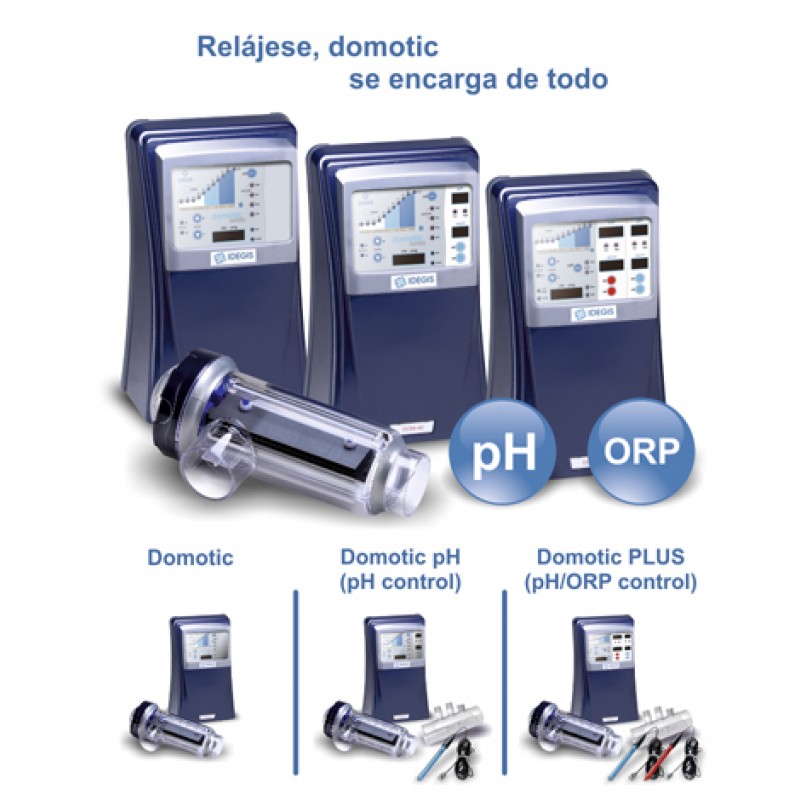 Relájese, domotic
se encarga de todo
IDEGIS
IDEGIS
IDEGIS
pH
ORP
Domotic
Domotic pH
(pH control)
Domotic PLUS
(pH/ORP control)